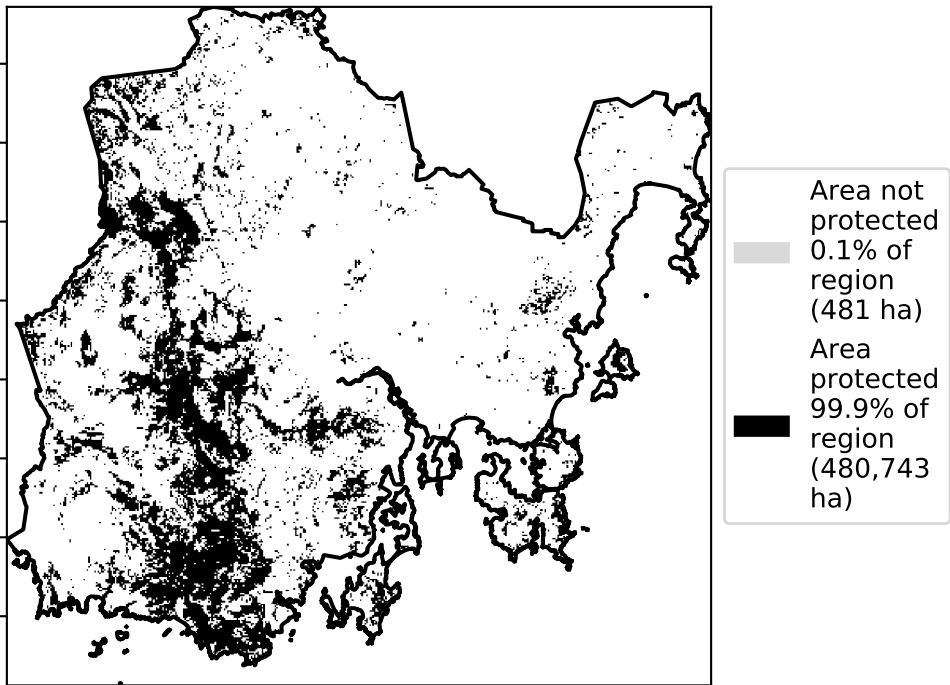 Area not
protected
0.1% of
region
(481 ha)
Area
protected
99.9% of
region
(480,743
ha)